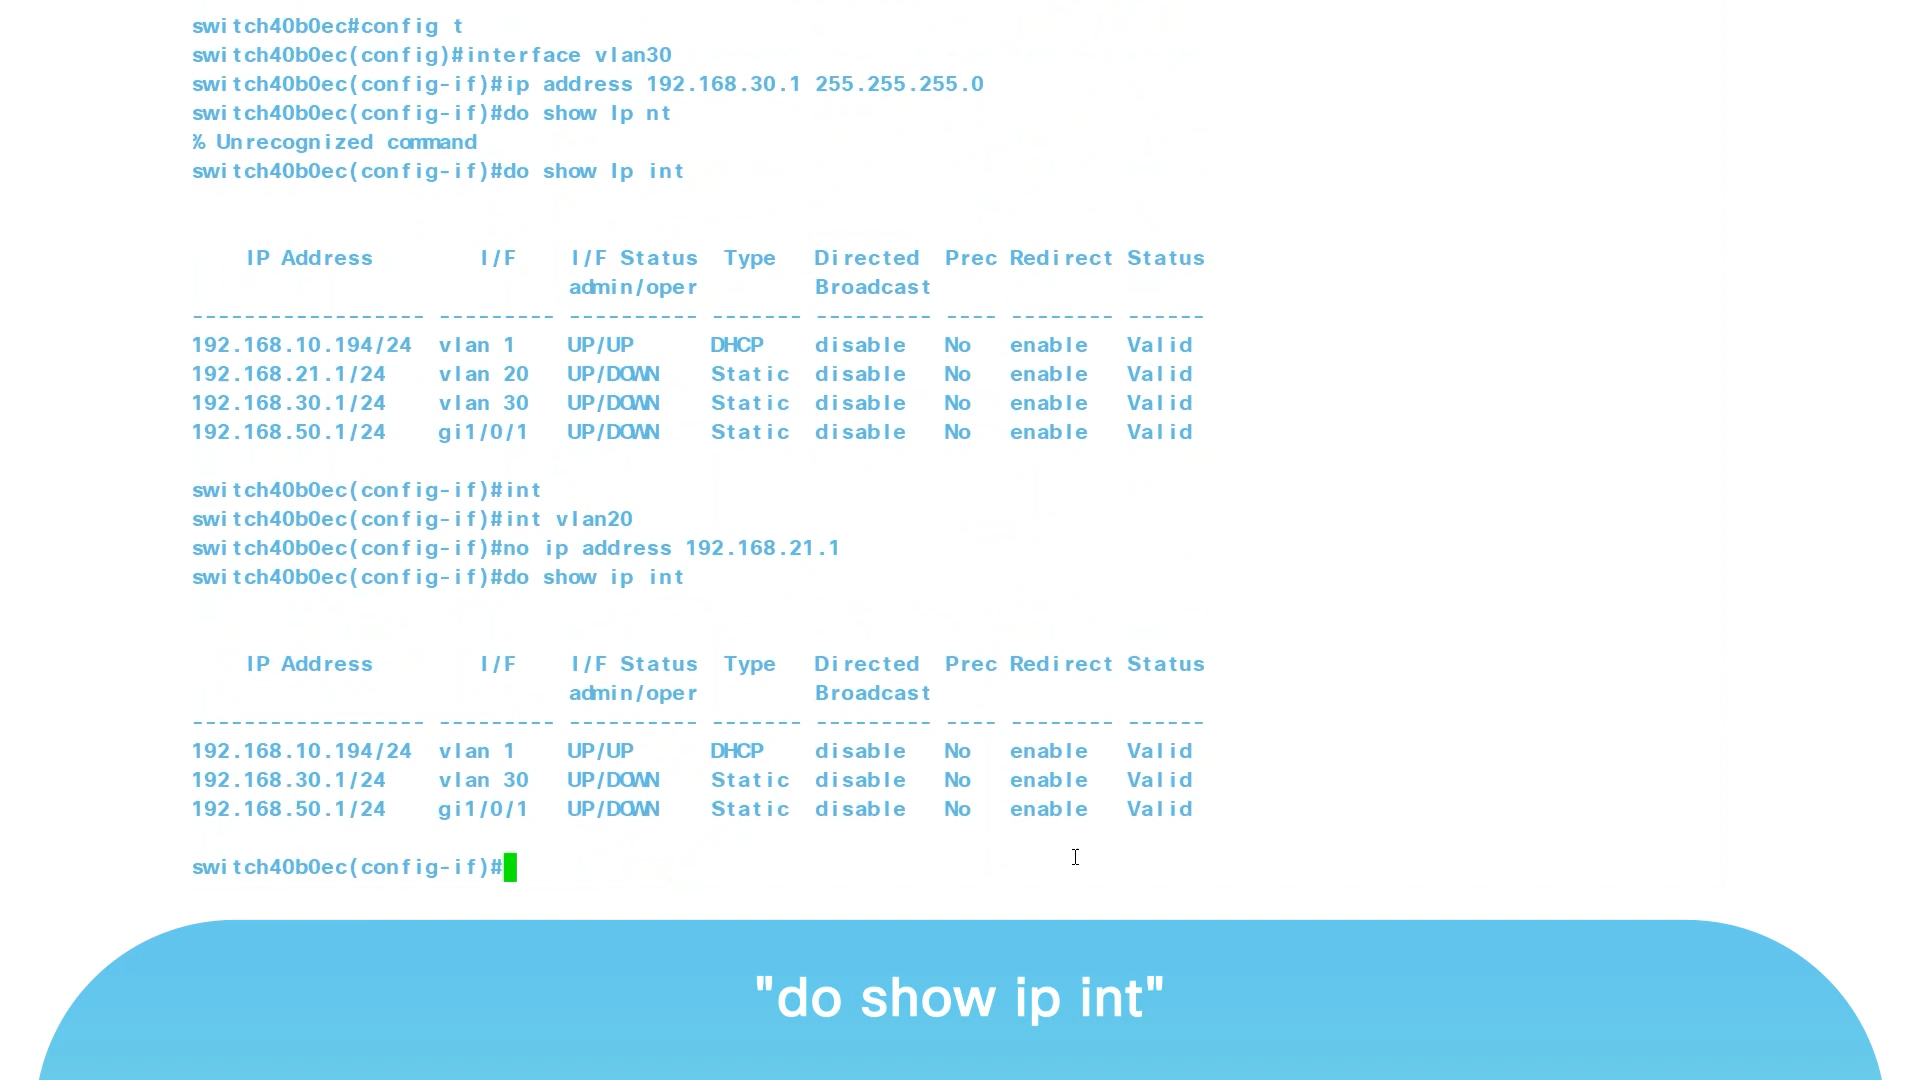 switch40b0ec#config t
switch40b0ec(config)#interface vlan30
switch40b0ec(config-if)#ip address 192.168.30.1 255.255.255.0
switch40b0ec(config-if)#do show Ip nt
% Unrecognized command
switch40b0ec(config-if)#do show Ip int
IP Address I/F I/F Status Type Directed Prec Redirect Status
admin/oper Broadcast
------------------ --------- ---------- ------- --------- ---- -------- ------
192.168.10.194/24 vlan 1 UP/UP DHCP disable No enable Valid
192.168.21.1/24 vlan 20 UP/DOWN Static disable No enable Valid
192.168.30.1/24 vlan 30 UP/DOWN Static disable No enable Valid
192.168.50.1/24 gi1/0/1 UP/DOWN Static disable No enable Valid
switch40b0ec(config-if)#int
switch40b0ec(config-if)#int vlan20
switch40b0ec(config-if)#no ip address 192.168.21.1
switch40b0ec(config-if)#do show ip int
IP Address I/F I/F Status Type Directed Prec Redirect Status
admin/oper Broadcast
------------------ --------- ---------- ------- --------- ---- -------- ------
192.168.10.194/24 vlan 1 UP/UP DHCP disable No enable Valid
192.168.30.1/24 vlan 30 UP/DOWN Static disable No enable Valid
192.168.50.1/24 gi1/0/1 UP/DOWN Static disable No enable Valid
switch40b0ec(config-if)#
"do show ip int"